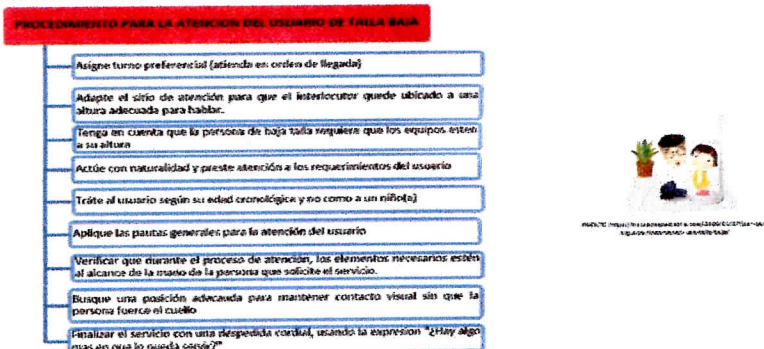 PROCEDIMIENTO PARA LA ATENCION DEL USUARIO DE TALLA BAJA
Asigne turno preferencial (atienda en orden de llegada)
Adapte el sitio de atención para que el interlocutor quede ubicado a una
altura adecuada para hablar.
Tenga en cuenta que la persona de baja talla requiere que los equipos esten
a su altura
Actúe con naturalidad y preste atención a los requerimientos del usuario
Tráte al usuario según su edad cronológica y no como a un niño(a)
Aplique las pautas generales para la atención del usuario
Verificar que durante el proceso de atención, los elementos necesarios estén
al alcance de la mano de la persona que solicite el servicio.
Busque una posición adecauda para mantener contacto visual sin que la
persona fuerce el cuello
Finalizar el servicio con una despedida cordial, usando la expresion "¿Hay algo
mas en que lo pueda servir?"